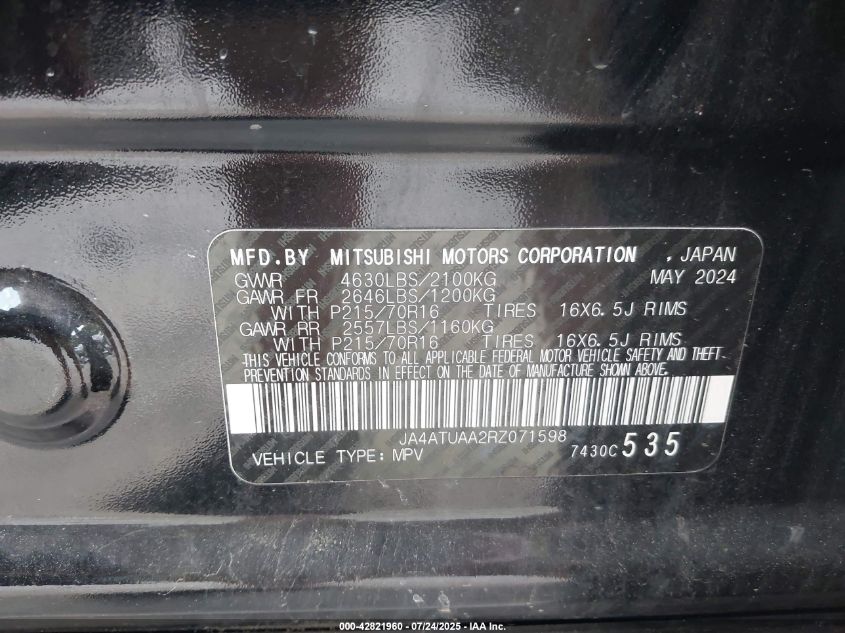 MFD.BY MITSUBISHI MOTORS CORPORATION , JAPAN
GVWR 4630LBS/2100KG MAY 2024
GAWR FR 2646LBS/1200KG
WITH P215/70R16 TIRES 16X6.5J RIMS
GAWR RR 2557LBS/1160KG
WITH P215/70R16 TIRES 16X6.5J RIMS
THIS VEHICLE CONFORMS TO ALL APPLICABLE FEDERAL MOTOR VEHICLE SAFETY AND THEFT-
PREVENTION STANDARDS IN EFFECT ON THE DATE OF MANUFACTURE SHOWN ABOVE.
JA4ATUAA2RZ071598
VEHICLE TYPE: MPV 7430C 535
000-42821960 - 07/24/2025 - IAA Inc.